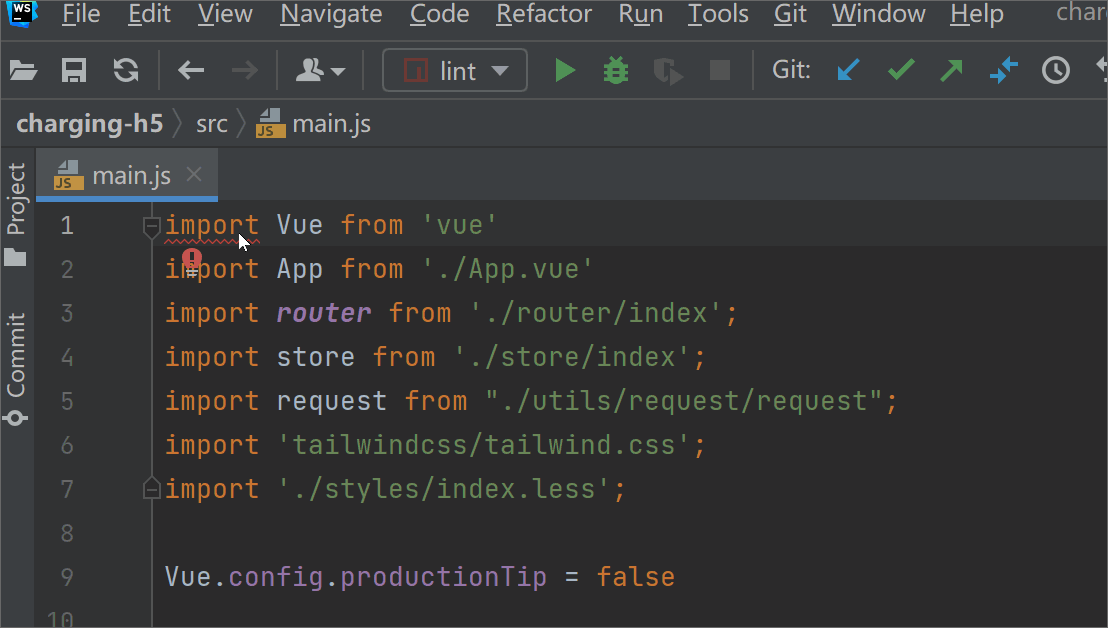 WS File Edit View Navigate Code Refactor Run Tools Git Window Help char
lint Git:
charging-h5 src JS main.js
JS main.js
Project
Commit
1 import Vue from 'vue'
2 import App from './App.vue'
3 import router from './router/index';
4 import store from './store/index';
5 import request from "./utils/request/request";
6 import 'tailwindcss/tailwind.css';
7 import './styles/index.less';
8
9 Vue.config.productionTip = false
10